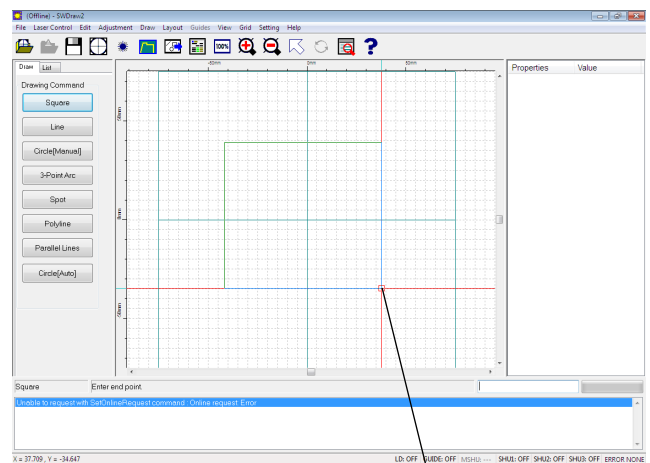 (Offline) - SWDraw2
File Laser Control Edit Adjustment Draw Layout Guides View Grid Setting Help
100%
?
Draw List
Drawing Command
Square
Line
Circle[Manual]
3-Point Arc
Spot
Polyline
Parallel Lines
Circle[Auto]
-50mm 0mm 50mm
50mm
0mm
-50mm
Properties Value
Square Enter end point.
Unable to request with SetOnlineRequest command : Online request Error
X = 37.709 , Y = -34.647 LD: OFF GUIDE: OFF MSHU: --- SHU1: OFF SHU2: OFF SHU3: OFF ERROR NONE